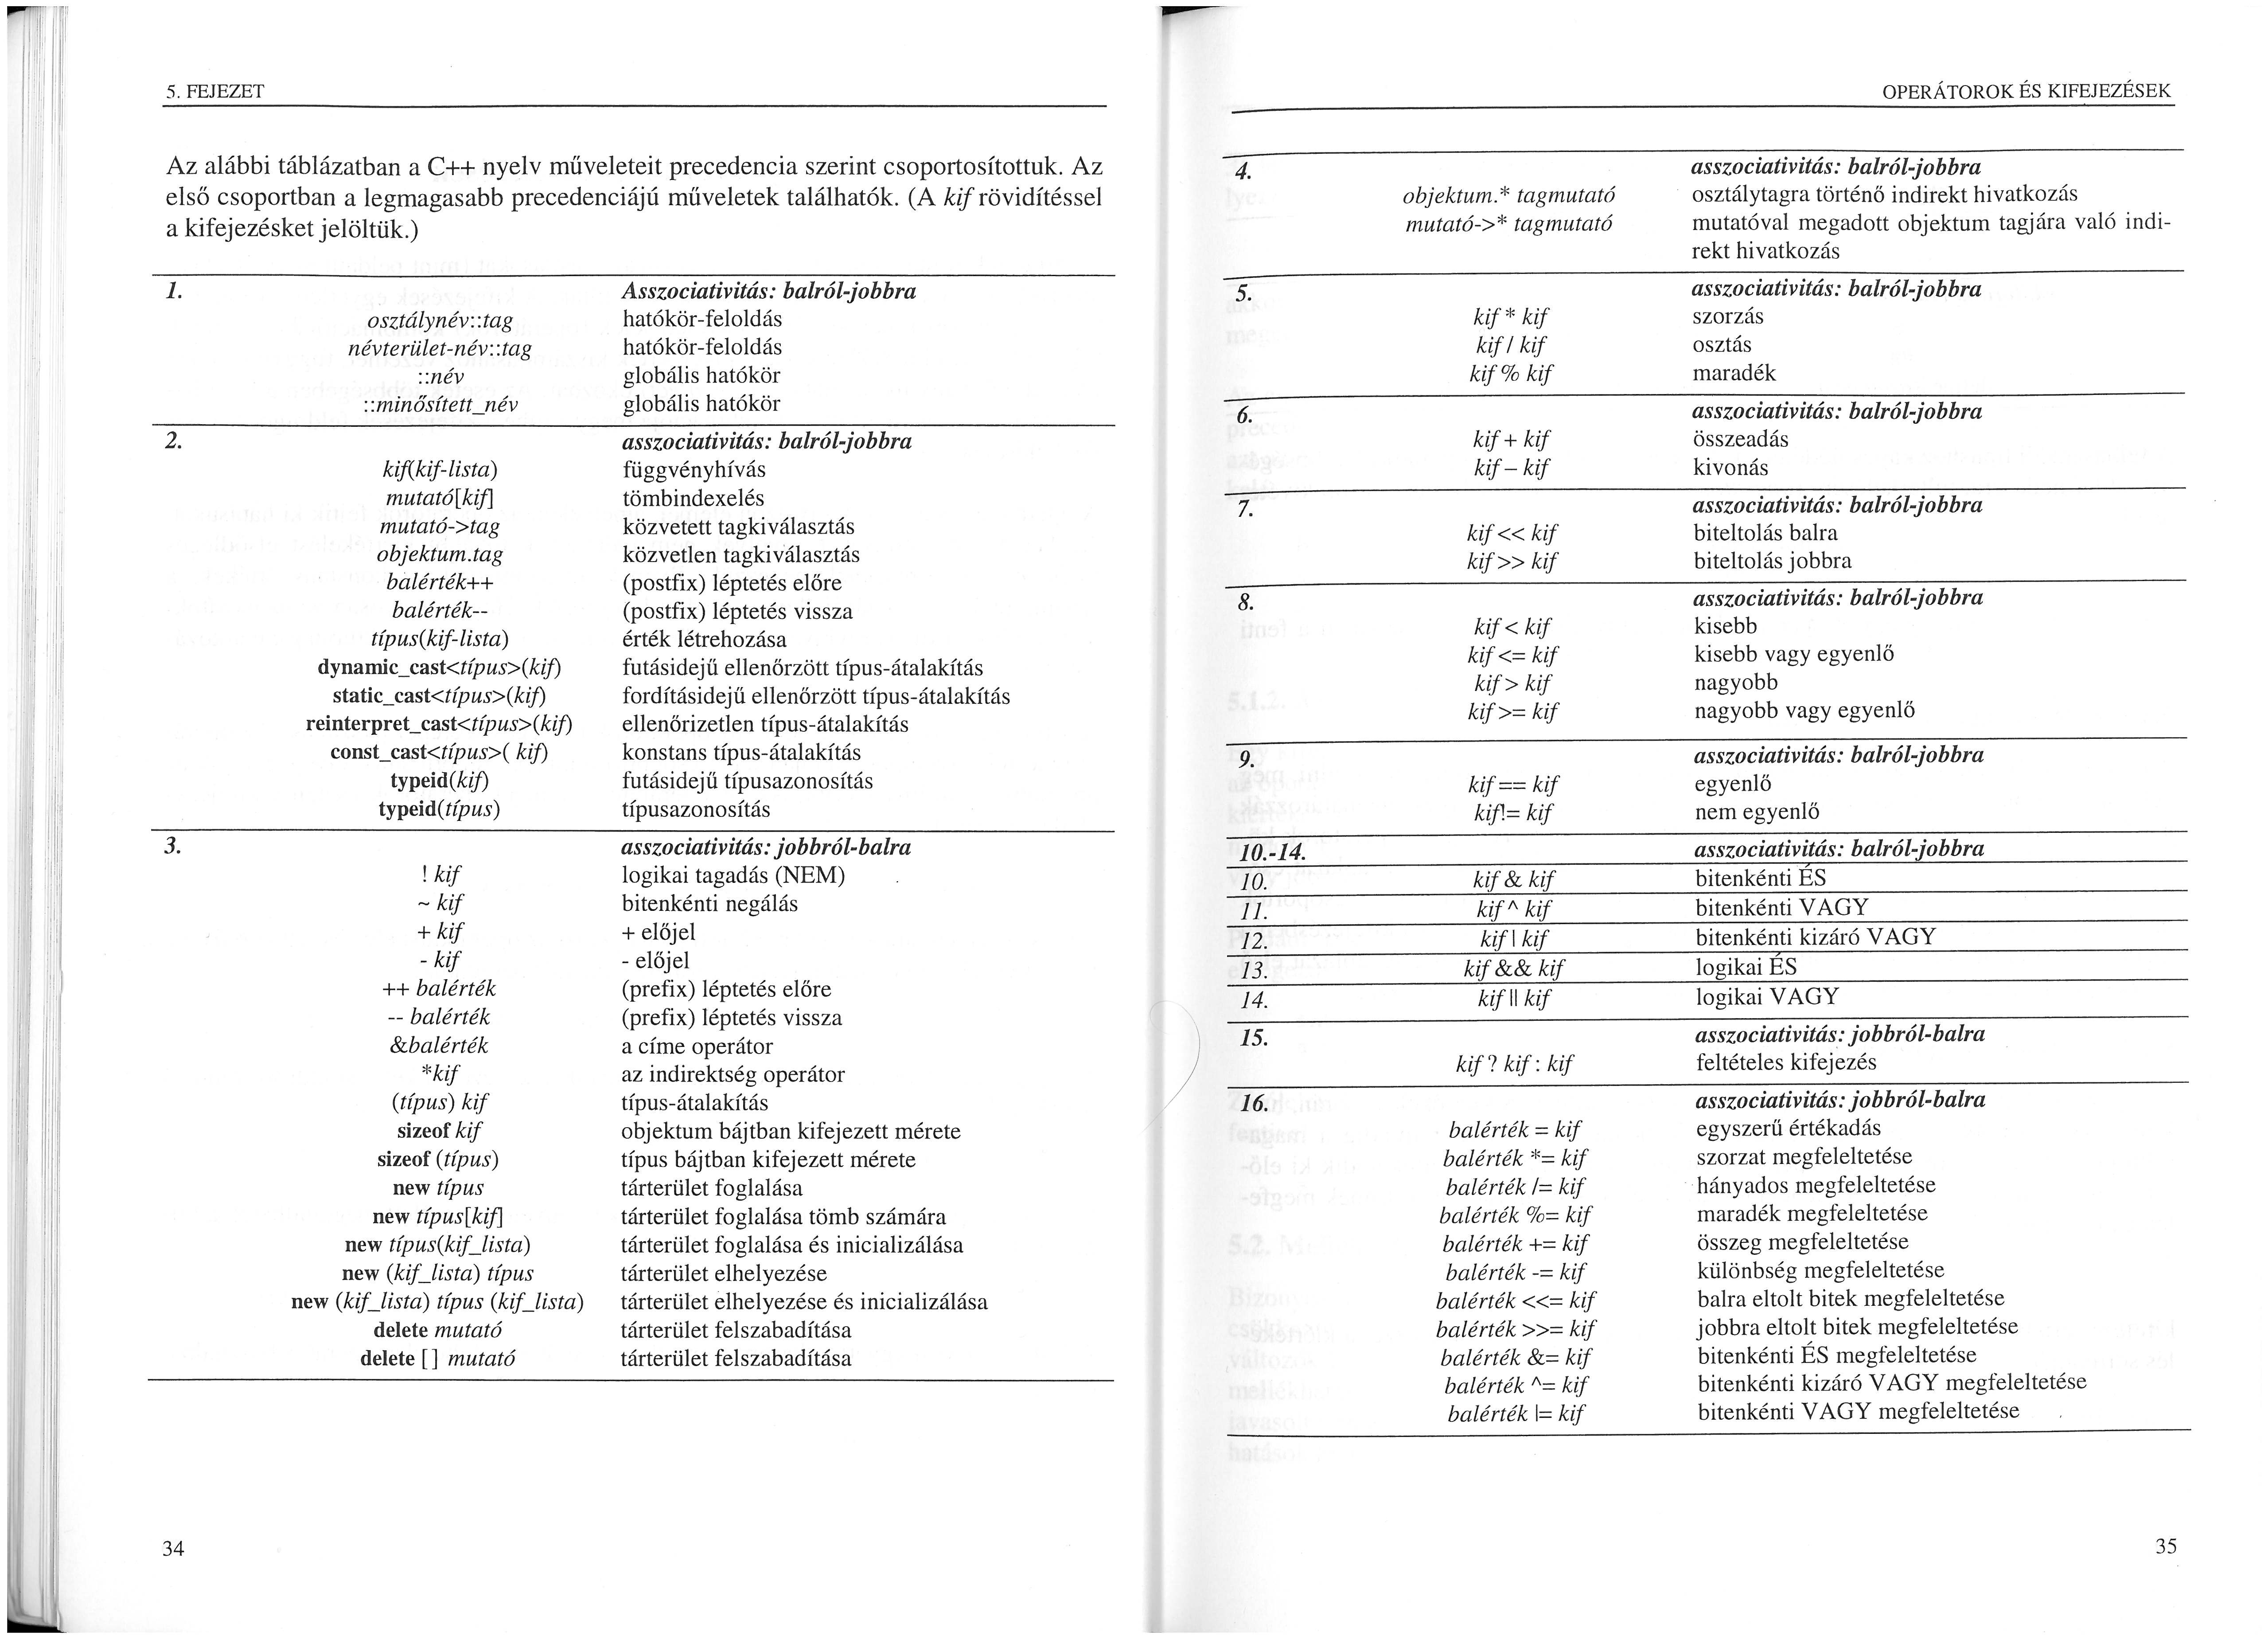 5. FEJEZET
Az alábbi táblázatban a C++ nyelv műveleteit precedencia szerint csoportosítottuk. Az
első csoportban a legmagasabb precedenciájú műveletek találhatók. (A kif rövidítéssel
a kifejezésket jelöltük.)
1. Asszociativitás: balról-jobbra
osztálynév::tag hatókör-feloldás
névterület-név::tag hatókör-feloldás
::név globális hatókör
::minősített_név globális hatókör
2. asszociativitás: balról-jobbra
kif(kif-lista) függvényhívás
mutató[kif] tömbindexelés
mutató->tag közvetett tagkiválasztás
objektum.tag közvetlen tagkiválasztás
balérték++ (postfix) léptetés előre
balérték-- (postfix) léptetés vissza
típus(kif-lista) érték létrehozása
dynamic_cast<típus>(kif) futásidejű ellenőrzött típus-átalakítás
static_cast<típus>(kif) fordításidejű ellenőrzött típus-átalakítás
reinterpret_cast<típus>(kif) ellenőrizetlen típus-átalakítás
const_cast<típus>( kif) konstans típus-átalakítás
typeid(kif) futásidejű típusazonosítás
typeid(típus) típusazonosítás
3. asszociativitás: jobbról-balra
! kif logikai tagadás (NEM)
~ kif bitenkénti negálás
+ kif + előjel
- kif - előjel
++ balérték (prefix) léptetés előre
-- balérték (prefix) léptetés vissza
&balérték a címe operátor
*kif az indirektség operátor
(típus) kif típus-átalakítás
sizeof kif objektum bájtban kifejezett mérete
sizeof (típus) típus bájtban kifejezett mérete
new típus tárterület foglalása
new típus[kif] tárterület foglalása tömb számára
new típus(kif_lista) tárterület foglalása és inicializálása
new (kif_lista) típus tárterület elhelyezése
new (kif_lista) típus (kif_lista) tárterület elhelyezése és inicializálása
delete mutató tárterület felszabadítása
delete [] mutató tárterület felszabadítása
34
OPERÁTOROK ÉS KIFEJEZÉSEK
4. asszociativitás: balról-jobbra
objektum.* tagmutató osztálytagra történő indirekt hivatkozás
mutató->* tagmutató mutatóval megadott objektum tagjára való indi-
rekt hivatkozás
5. asszociativitás: balról-jobbra
kif * kif szorzás
kif / kif osztás
kif % kif maradék
6. asszociativitás: balról-jobbra
kif + kif összeadás
kif – kif kivonás
7. asszociativitás: balról-jobbra
kif << kif biteltolás balra
kif >> kif biteltolás jobbra
8. asszociativitás: balról-jobbra
kif < kif kisebb
kif <= kif kisebb vagy egyenlő
kif > kif nagyobb
kif >= kif nagyobb vagy egyenlő
9. asszociativitás: balról-jobbra
kif == kif egyenlő
kif!= kif nem egyenlő
10.-14. asszociativitás: balról-jobbra
10. kif & kif bitenkénti ÉS
11. kif ^ kif bitenkénti VAGY
12. kif | kif bitenkénti kizáró VAGY
13. kif && kif logikai ÉS
14. kif || kif logikai VAGY
15. asszociativitás: jobbról-balra
kif ? kif : kif feltételes kifejezés
16. asszociativitás: jobbról-balra
balérték = kif egyszerű értékadás
balérték *= kif szorzat megfeleltetése
balérték /= kif hányados megfeleltetése
balérték %= kif maradék megfeleltetése
balérték += kif összeg megfeleltetése
balérték -= kif különbség megfeleltetése
balérték <<= kif balra eltolt bitek megfeleltetése
balérték >>= kif jobbra eltolt bitek megfeleltetése
balérték &= kif bitenkénti ÉS megfeleltetése
balérték ^= kif bitenkénti kizáró VAGY megfeleltetése
balérték |= kif bitenkénti VAGY megfeleltetése
35